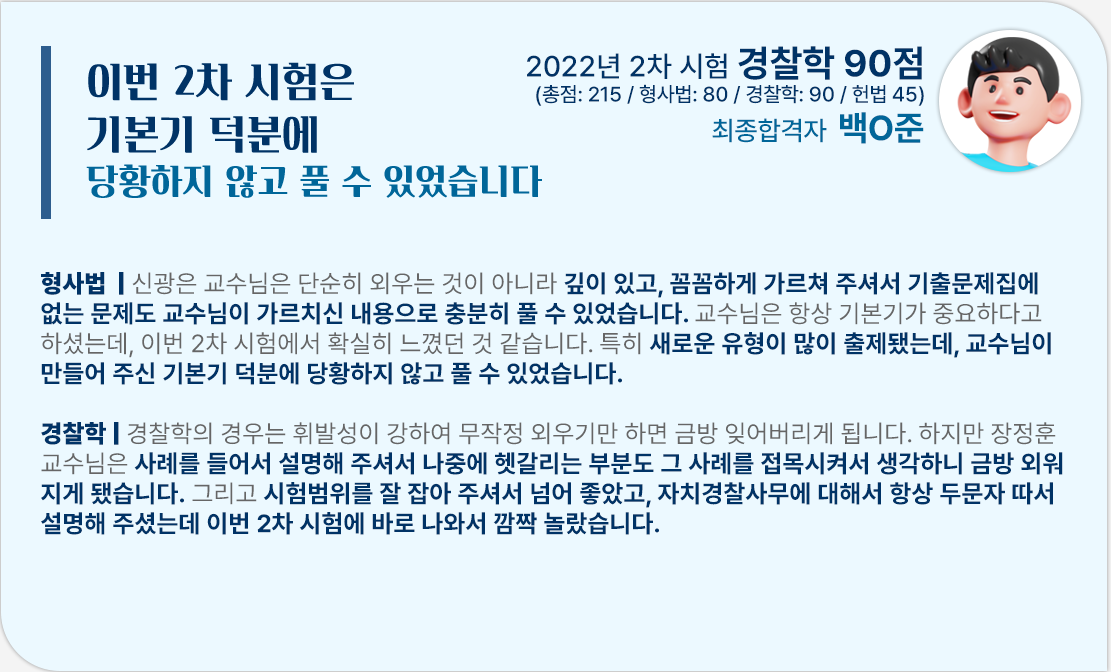 이번 2차 시험은
기본기 덕분에
당황하지 않고 풀 수 있었습니다
2022년 2차 시험 경찰학 90점
(총점: 215 / 형사법: 80 / 경찰학: 90 / 헌법 45)
최종합격자 백O준
형사법 | 신광은 교수님은 단순히 외우는 것이 아니라 깊이 있고, 꼼꼼하게 가르쳐 주셔서 기출문제집에
없는 문제도 교수님이 가르치신 내용으로 충분히 풀 수 있었습니다. 교수님은 항상 기본기가 중요하다고
하셨는데, 이번 2차 시험에서 확실히 느꼈던 것 같습니다. 특히 새로운 유형이 많이 출제됐는데, 교수님이
만들어 주신 기본기 덕분에 당황하지 않고 풀 수 있었습니다.
경찰학 | 경찰학의 경우는 휘발성이 강하여 무작정 외우기만 하면 금방 잊어버리게 됩니다. 하지만 장정훈
교수님은 사례를 들어서 설명해 주셔서 나중에 헷갈리는 부분도 그 사례를 접목시켜서 생각하니 금방 외워
지게 됐습니다. 그리고 시험범위를 잘 잡아 주셔서 넘어 좋았고, 자치경찰사무에 대해서 항상 두문자 따서
설명해 주셨는데 이번 2차 시험에 바로 나와서 깜짝 놀랐습니다.